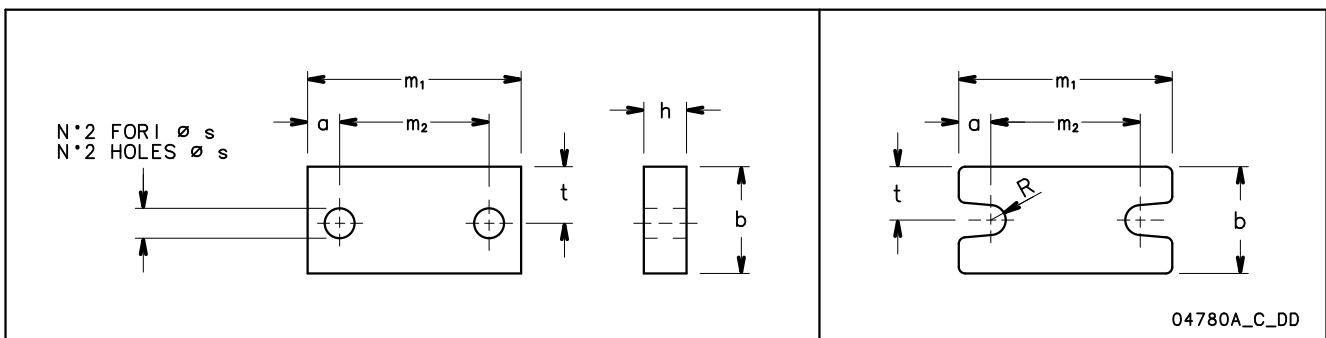 m₁
a
m₂
h
N°2 FORI Ø s
N°2 HOLES Ø s
t
b
m₁
a
m₂
t
R
b
04780A_C_DD